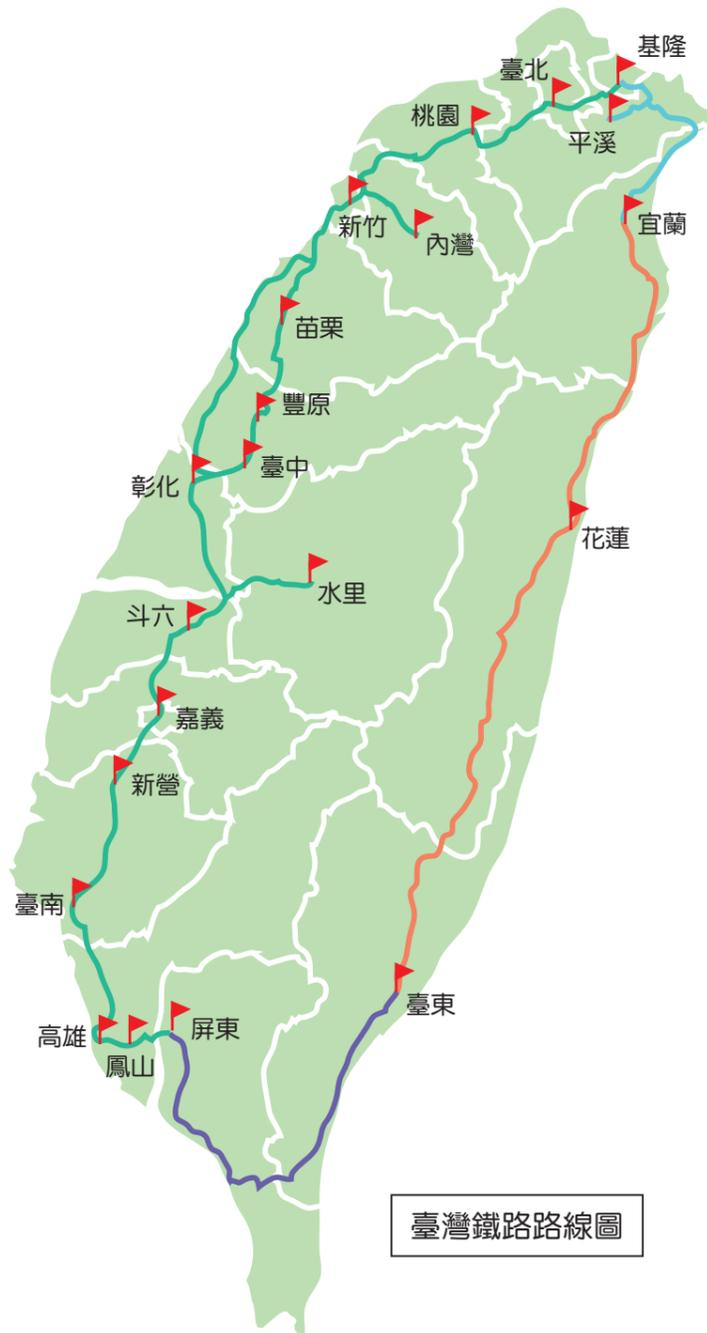 基隆
臺北
桃園
平溪
新竹
宜蘭
內灣
苗栗
豐原
臺中
彰化
花蓮
水里
斗六
嘉義
新營
臺南
臺東
高雄
屏東
鳳山
臺灣鐵路路線圖